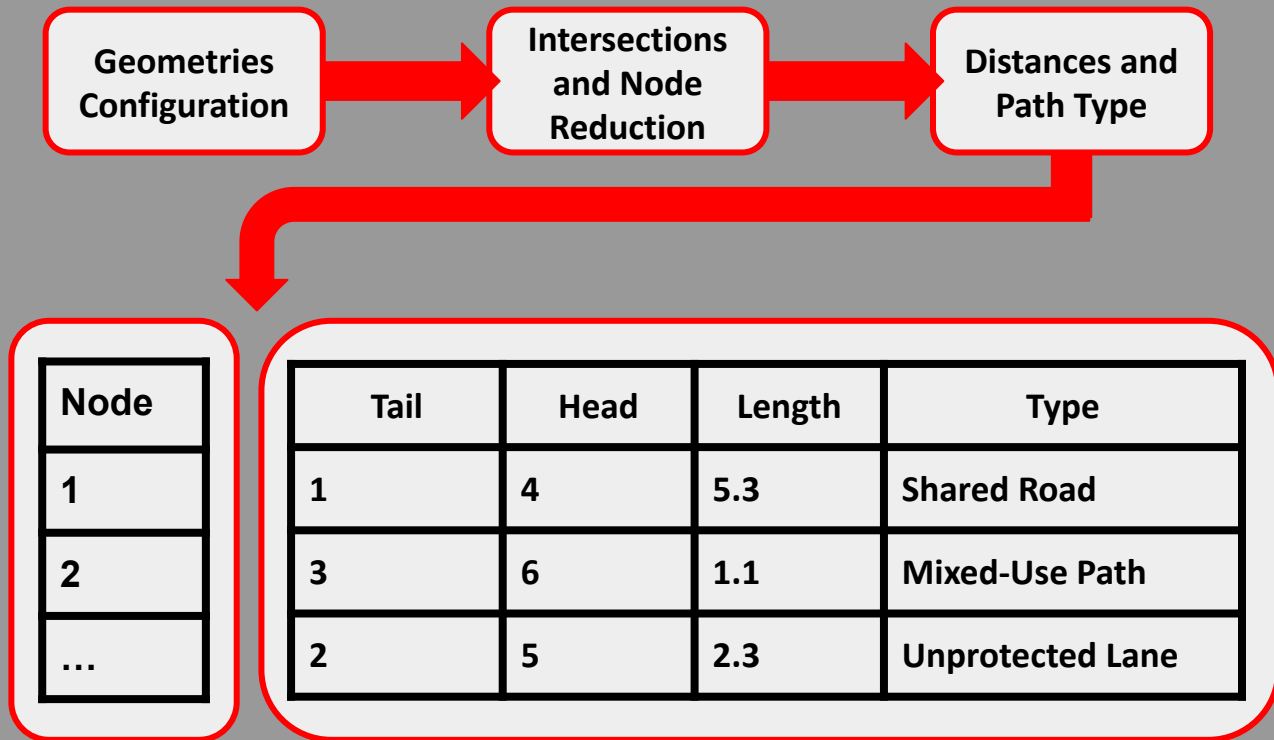 Geometries
Configuration
Intersections
and Node
Reduction
Distances and
Path Type
Node
1
2
…
Tail Head Length Type
1 4 5.3 Shared Road
3 6 1.1 Mixed-Use Path
2 5 2.3 Unprotected Lane